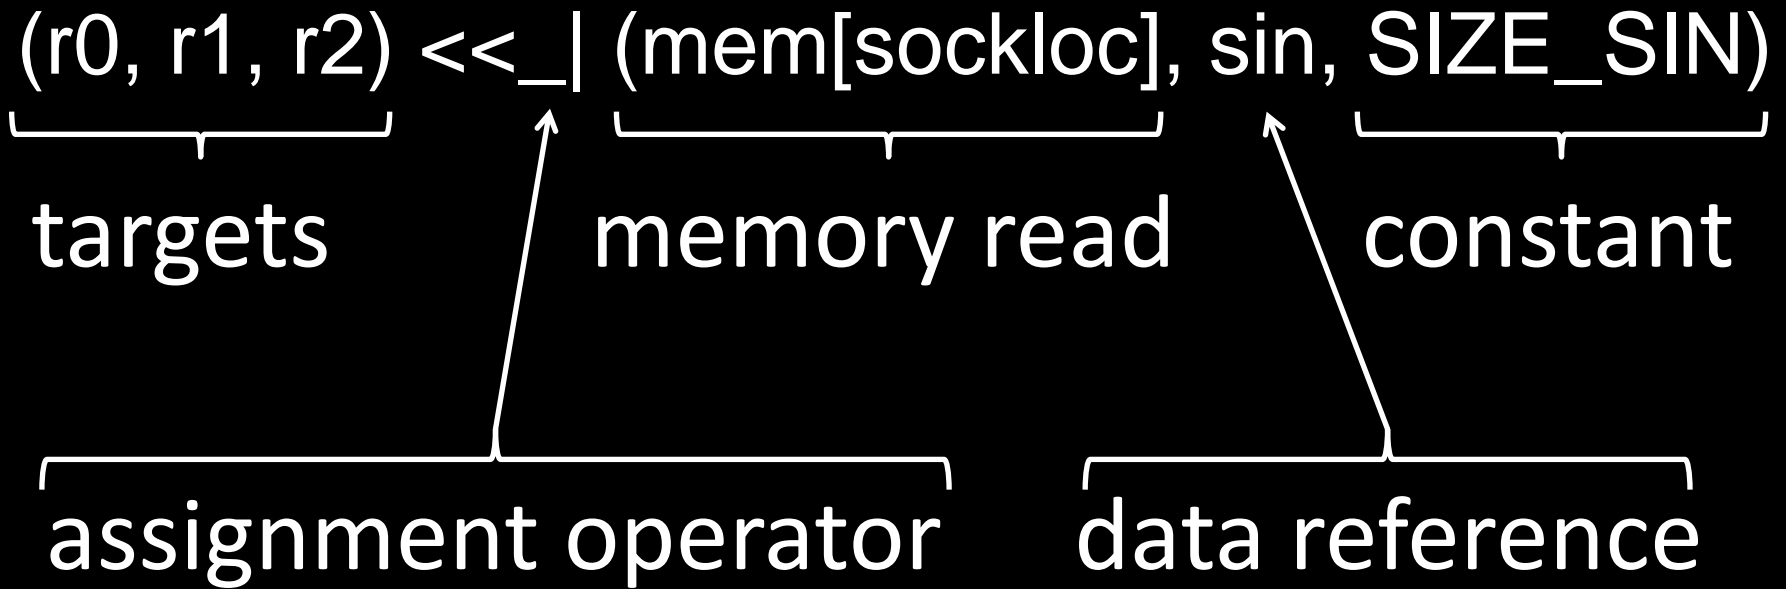 (r0, r1, r2) <<_| (mem[sockloc], sin, SIZE_SIN)
targets memory read constant
assignment operator data reference